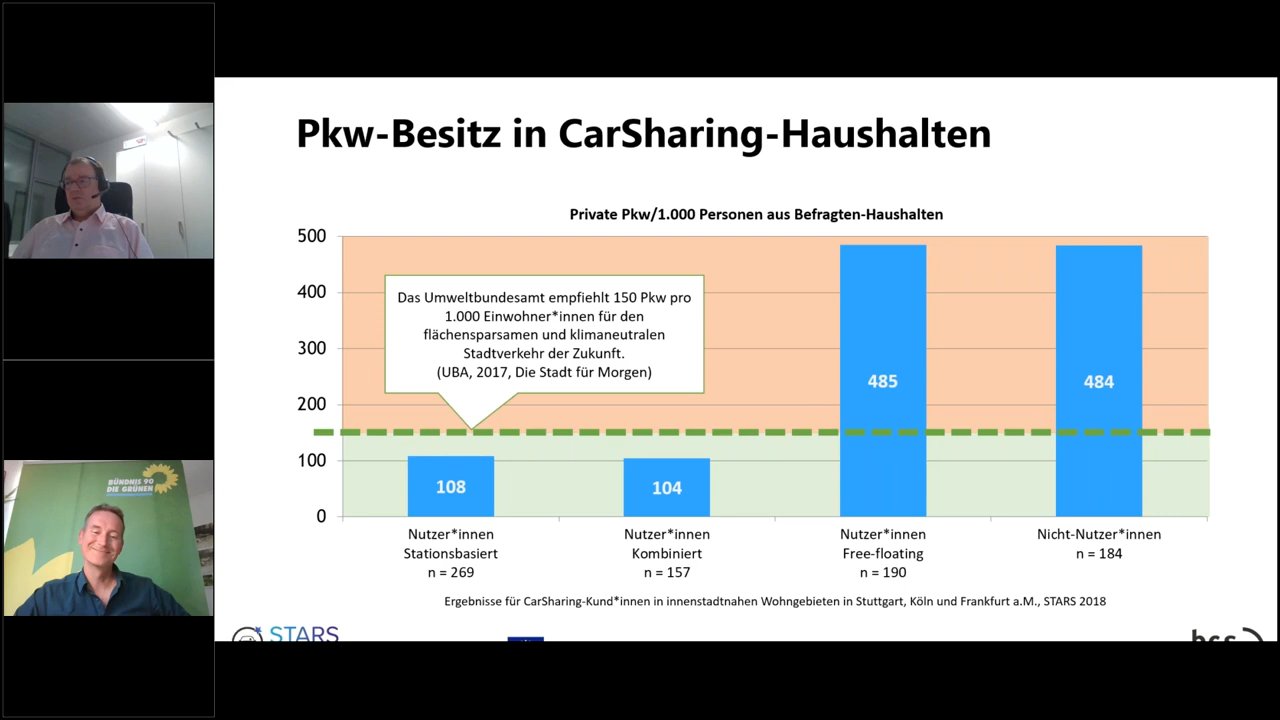 Pkw-Besitz in CarSharing-Haushalten
Private Pkw/1.000 Personen aus Befragten-Haushalten
500
400
300
200
100
0
Das Umweltbundesamt empfiehlt 150 Pkw pro
1.000 Einwohner*innen für den
flächensparsamen und klimaneutralen
Stadtverkehr der Zukunft.
(UBA, 2017, Die Stadt für Morgen)
108
104
485
484
Nutzer*innen
Stationsbasiert
n = 269
Nutzer*innen
Kombiniert
n = 157
Nutzer*innen
Free-floating
n = 190
Nicht-Nutzer*innen
n = 184
Ergebnisse für CarSharing-Kund*innen in innenstadtnahen Wohngebieten in Stuttgart, Köln und Frankfurt a.M., STARS 2018
STARS
bcs
BÜNDNIS 90
DIE GRÜNEN